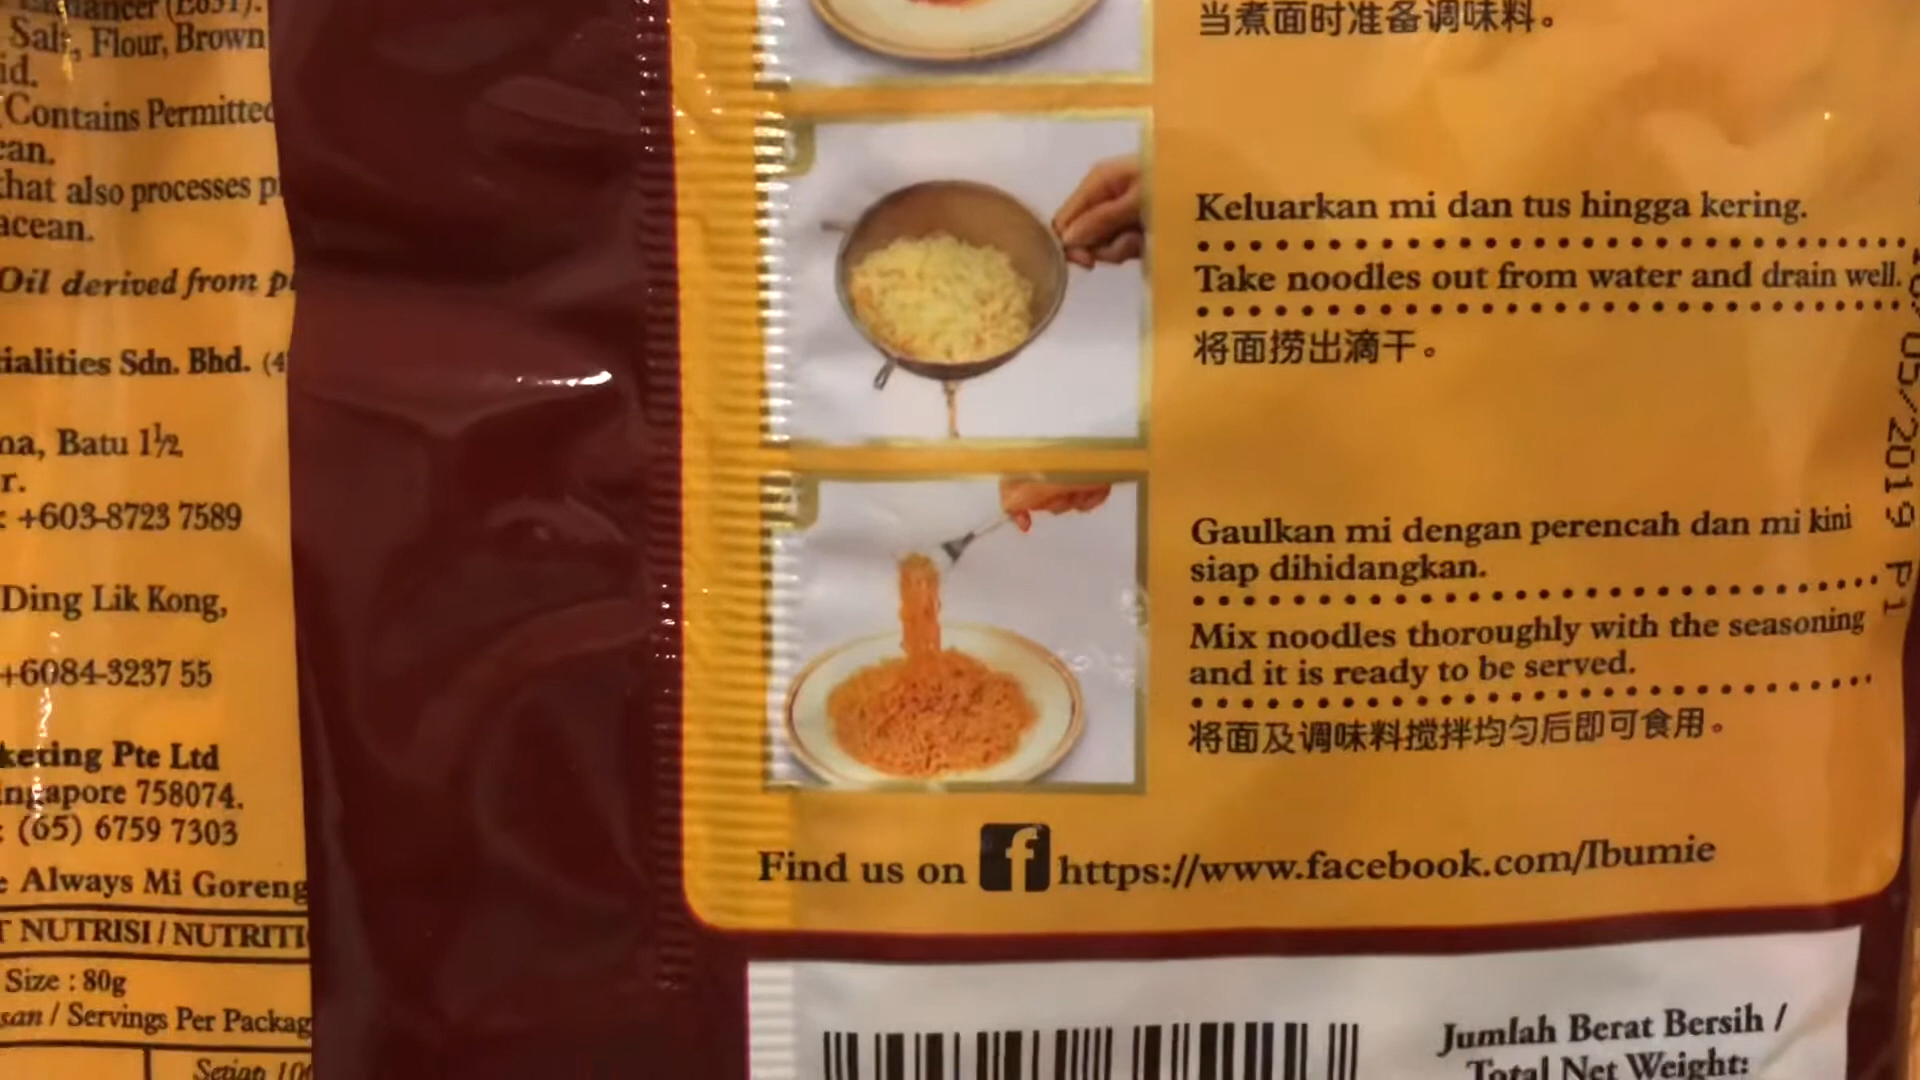 Salt, Flour, Brown
id.
Contains Permitted
that also processes
Oil derived from
Sdn. Bhd.
Batu 1½
r.
: +603-8723 7589
Ding Lik Kong,
+6084-3237 55
Pte Ltd
758074.
: (65) 6759 7303
Always Mi Goreng
NUTRISI /
Size : 80g
/ Servings Per
当煮面时准备调味料。
Keluarkan mi dan tus hingga kering.
Take noodles out from water and drain well.
将面捞出滴干。
Gaulkan mi dengan perencah dan mi kini
siap dihidangkan.
Mix noodles thoroughly with the seasoning
and it is ready to be served.
将面及调味料搅拌均匀后即可食用。
05/2019 P1
Find us on f https://www.facebook.com/Ibumie
Jumlah Berat Bersih /
Total Net Weight: